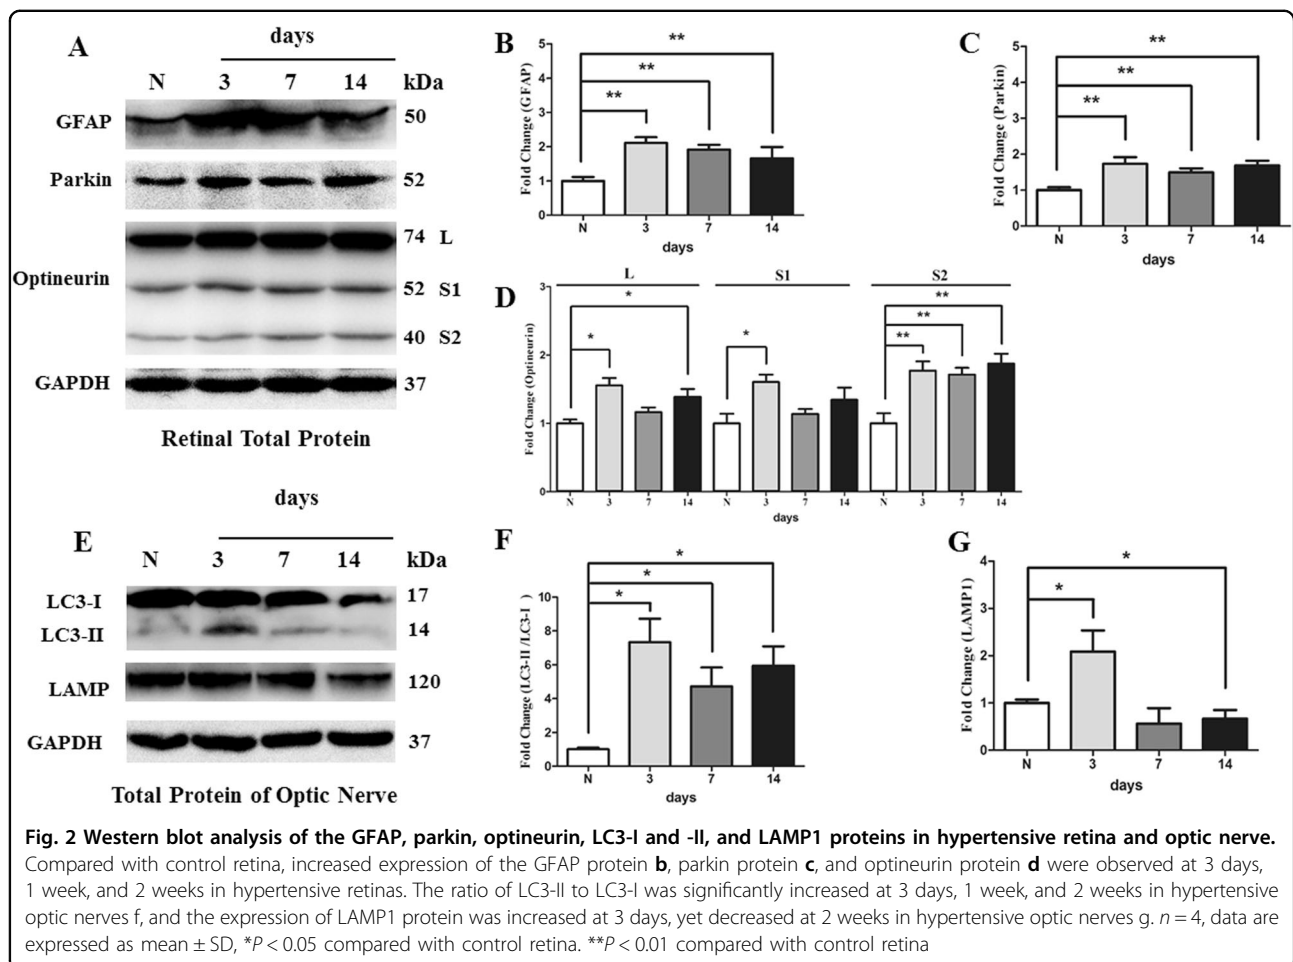 A
days
N 3 7 14 kDa
GFAP 50
Parkin 52
74 L
Optineurin 52 S1
40 S2
GAPDH 37
Retinal Total Protein
B
Fold Change (GFAP)
5
4
3
2
1
0
** ** **
N 3 7 14
days
C
Fold Change (Parkin)
5
4
3
2
1
0
** ** **
N 3 7 14
days
D
L S1 S2
Fold Change (Optineurin)
3
2
1
0
* * * ** ** **
N 3 7 14 N 3 7 14 N 3 7 14
days
E
days
N 3 7 14 kDa
LC3-I 17
LC3-II 14
LAMP 120
GAPDH 37
Total Protein of Optic Nerve
F
Fold Change (LC3-II /LC3-I )
10
8
6
4
2
0
* * *
N 3 7 14
days
G
Fold Change (LAMP1)
4
3
2
1
0
* *
N 3 7 14
days
Fig. 2 Western blot analysis of the GFAP, parkin, optineurin, LC3-I and -II, and LAMP1 proteins in hypertensive retina and optic nerve.
Compared with control retina, increased expression of the GFAP protein b, parkin protein c, and optineurin protein d were observed at 3 days,
1 week, and 2 weeks in hypertensive retinas. The ratio of LC3-II to LC3-I was significantly increased at 3 days, 1 week, and 2 weeks in hypertensive
optic nerves f, and the expression of LAMP1 protein was increased at 3 days, yet decreased at 2 weeks in hypertensive optic nerves g. n = 4, data are
expressed as mean ± SD, *P < 0.05 compared with control retina. **P < 0.01 compared with control retina